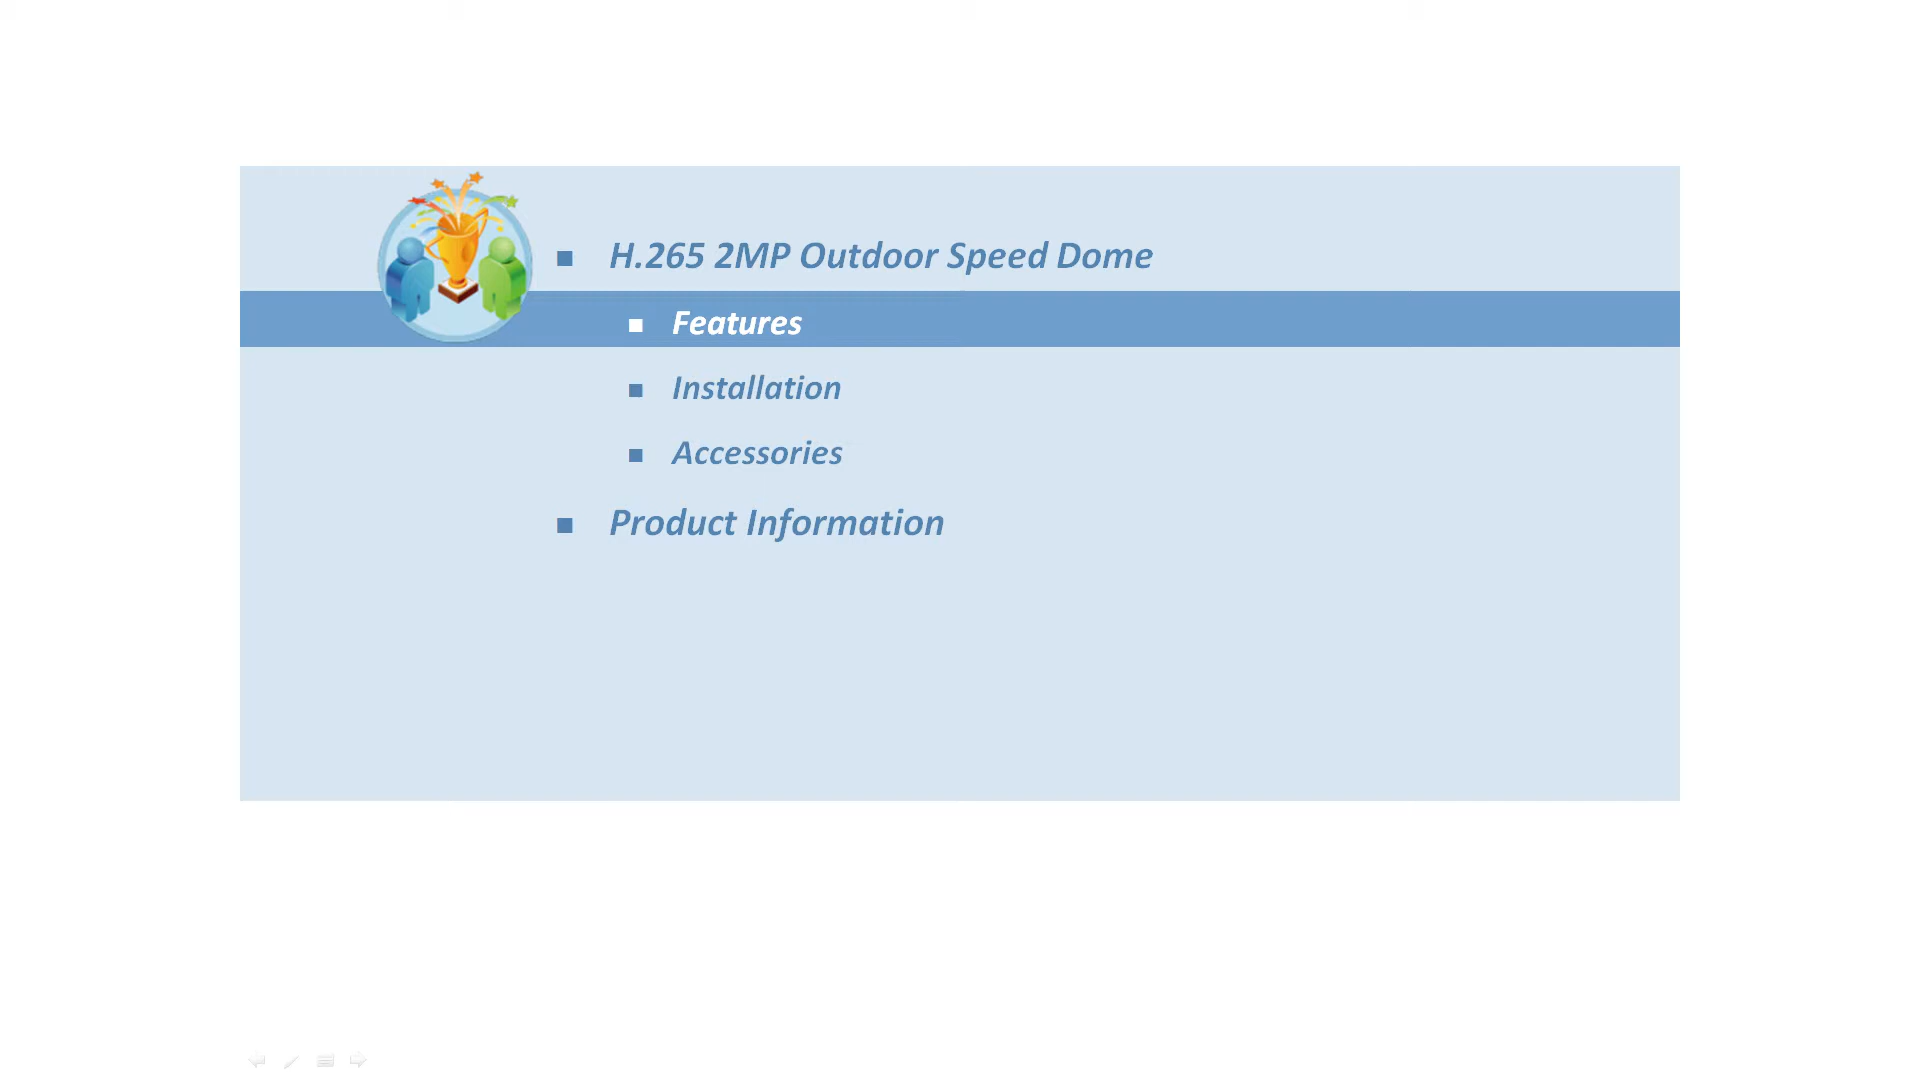 H.265 2MP Outdoor Speed Dome
Features
Installation
Accessories
Product Information